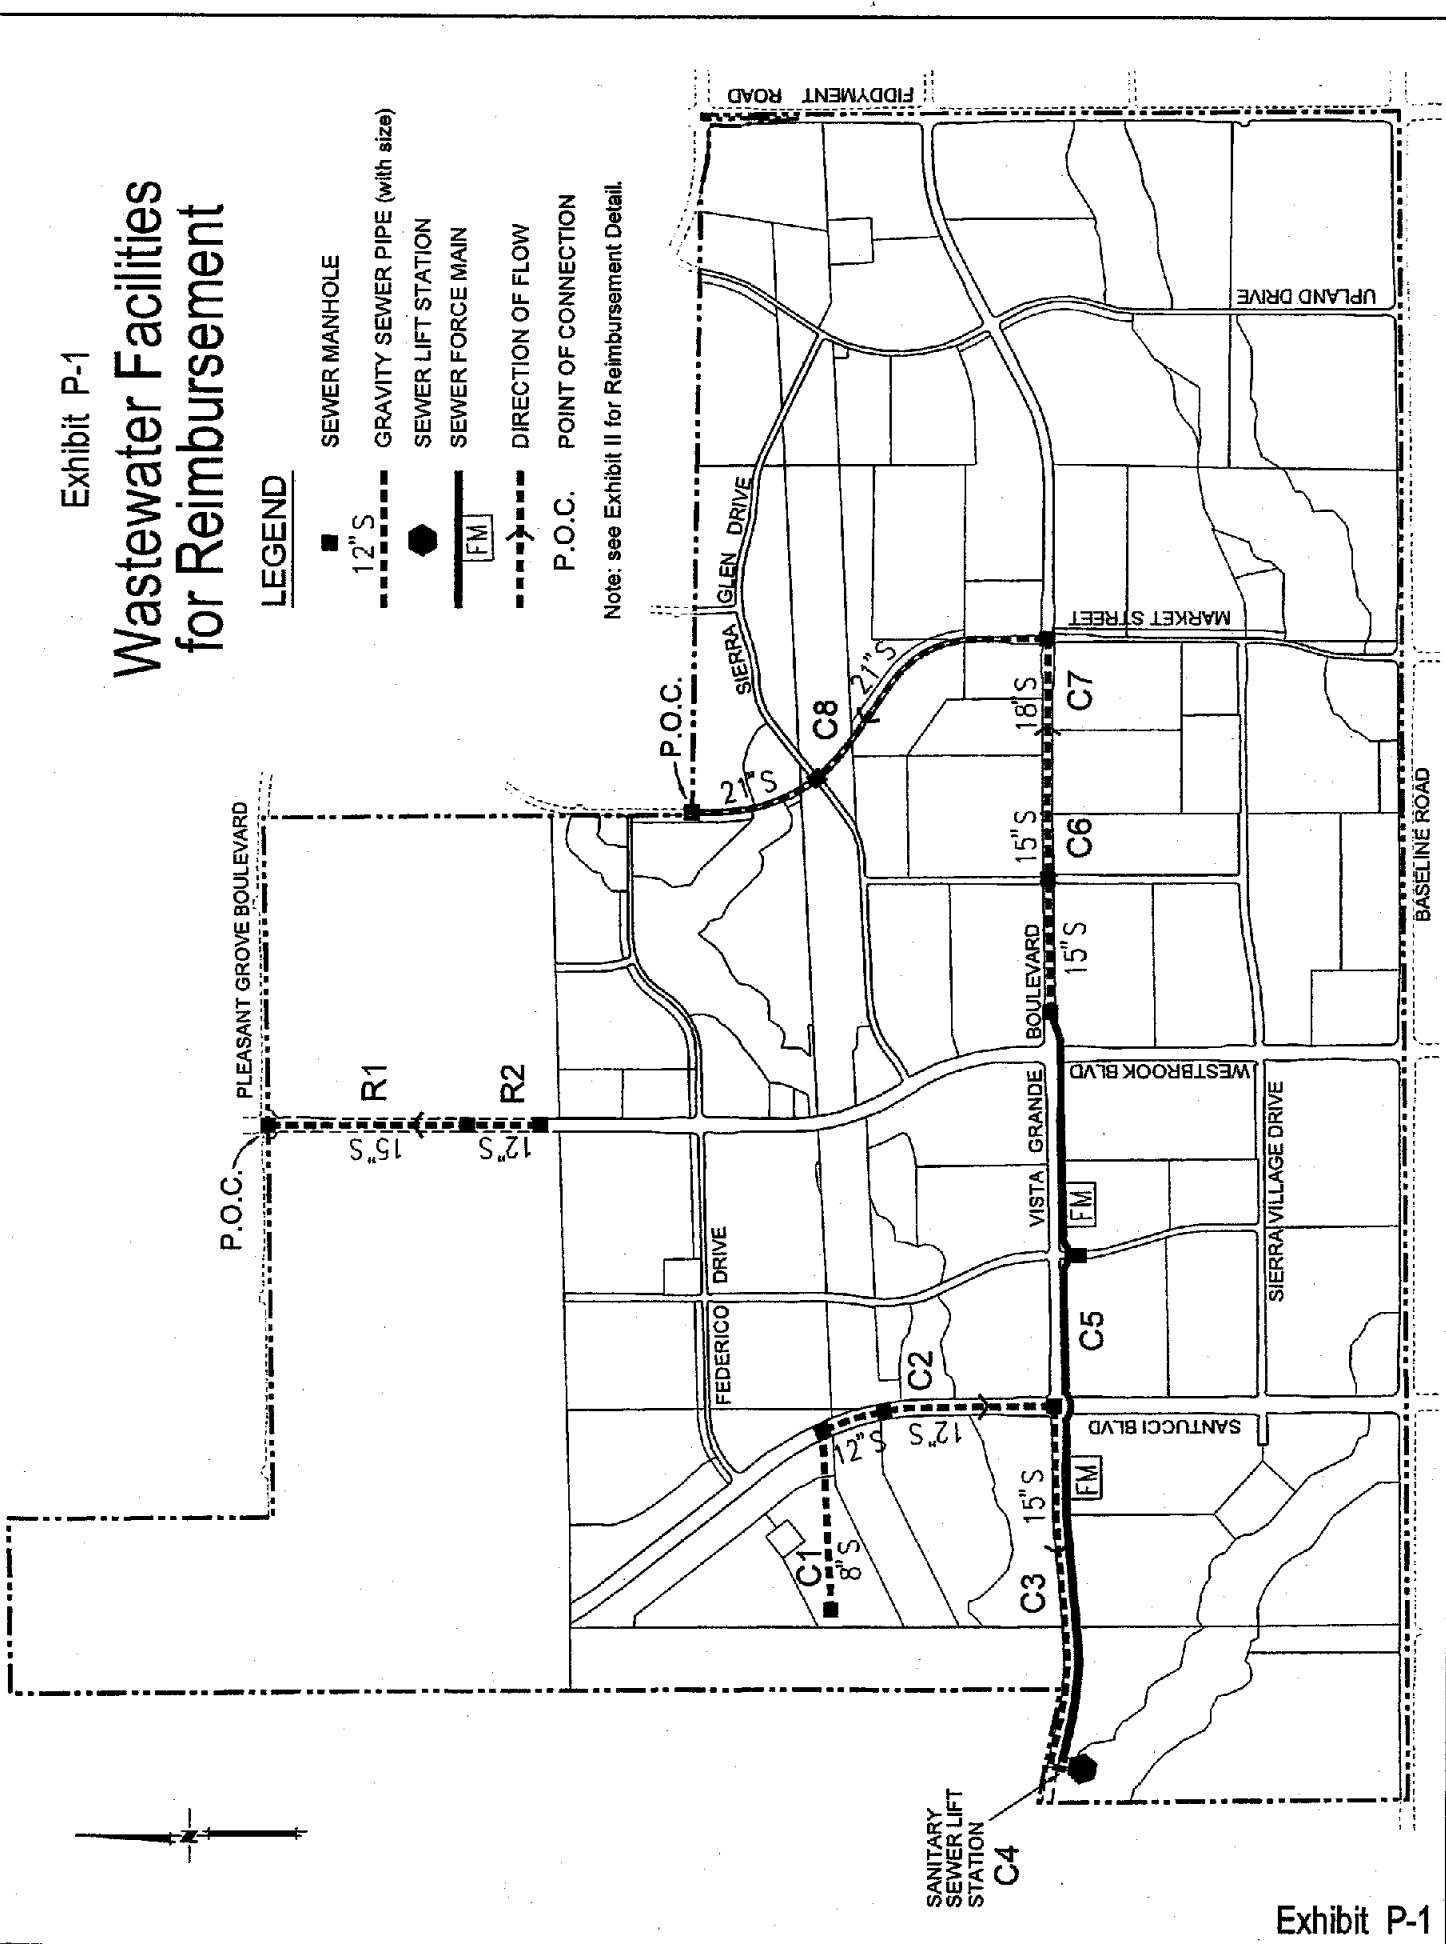 Exhibit P-1
Wastewater Facilities
for Reimbursement
LEGEND
SEWER MANHOLE
12" S
GRAVITY SEWER PIPE (with size)
SEWER LIFT STATION
FM
SEWER FORCE MAIN
DIRECTION OF FLOW
P.O.C.
POINT OF CONNECTION
Note: see Exhibit II for Reimbursement Detail.
PLEASANT GROVE BOULEVARD
P.O.C.
R1
15"S
R2
12"S
P.O.C.
21"S
C8
21"S
SIERRA GLEN DRIVE
FIDDYMENT ROAD
UPLAND DRIVE
MARKET STREET
C7
18"S
C6
15"S
15"S
VISTA GRANDE BOULEVARD
WESTBROOK BLVD
BASELINE ROAD
SIERRA VILLAGE DRIVE
FM
C5
FEDERICO DRIVE
C2
12"S
12"S
SANTUCCI BLVD
FM
15"S
C3
C1
8"S
SANITARY
SEWER LIFT
STATION
C4
N
Exhibit P-1